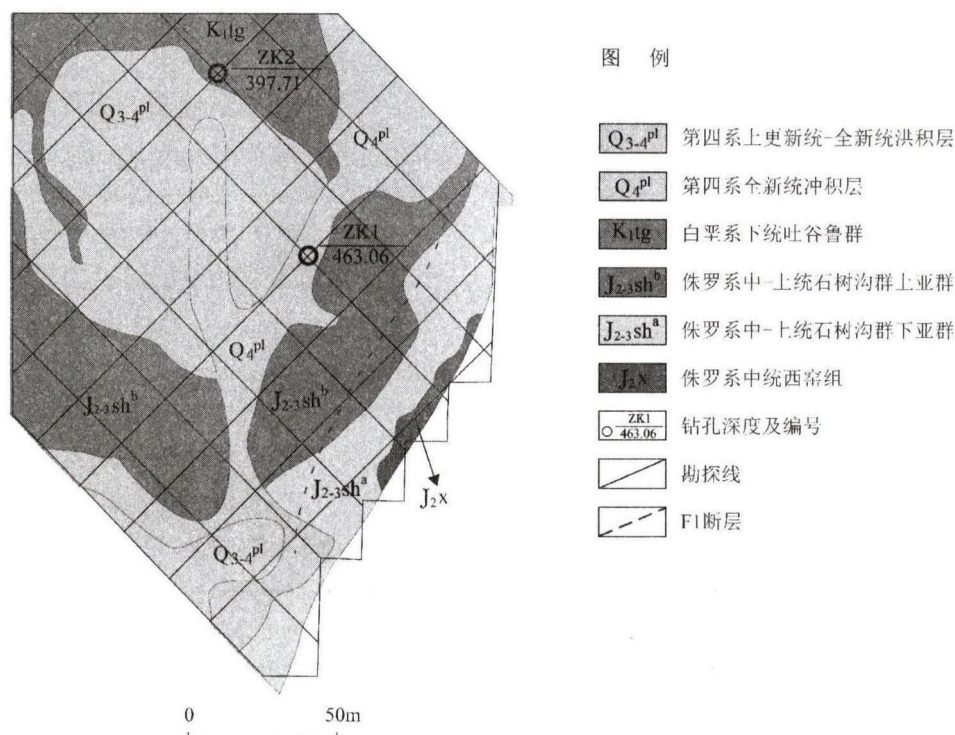 K₁tg
ZK2
397.71
Q₃₋₄ᵖˡ
Q₄ᵖˡ
ZK1
463.06
Q₄ᵖˡ
J₂₋₃shᵇ
J₂₋₃shᵇ
J₂₋₃shᵃ
J₂x
Q₃₋₄ᵖˡ
0 50m
图 例
Q₃₋₄ᵖˡ 第四系上更新统-全新统洪积层
Q₄ᵖˡ 第四系全新统冲积层
K₁tg 白垩系下统吐谷鲁群
J₂₋₃shᵇ 侏罗系中-上统石树沟群上亚群
J₂₋₃shᵃ 侏罗系中-上统石树沟群下亚群
J₂x 侏罗系中统西窑组
ZK1
463.06 钻孔深度及编号
勘探线
F1断层